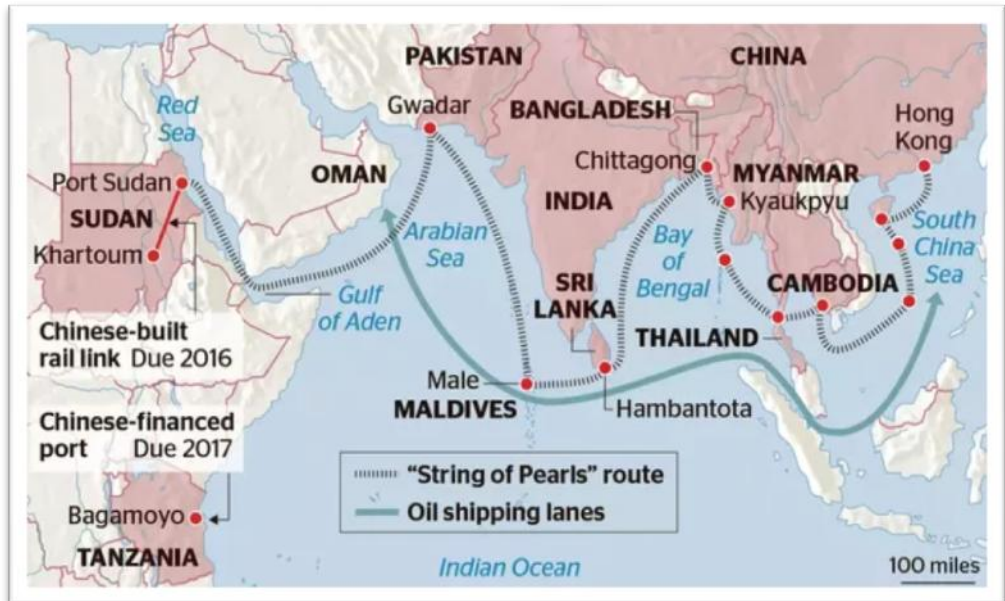 PAKISTAN
CHINA
Gwadar
BANGLADESH
Hong
Kong
Red
Sea
Chittagong
OMAN
MYANMAR
Port Sudan
INDIA
Kyaukpyu
SUDAN
Arabian
Sea
Bay
of
Bengal
South
China
Sea
Khartoum
SRI
LANKA
CAMBODIA
Gulf
of Aden
Chinese-built
rail link Due 2016
THAILAND
Male
MALDIVES
Hambantota
Chinese-financed
port Due 2017
"String of Pearls" route
Oil shipping lanes
Bagamoyo
TANZANIA
Indian Ocean
100 miles